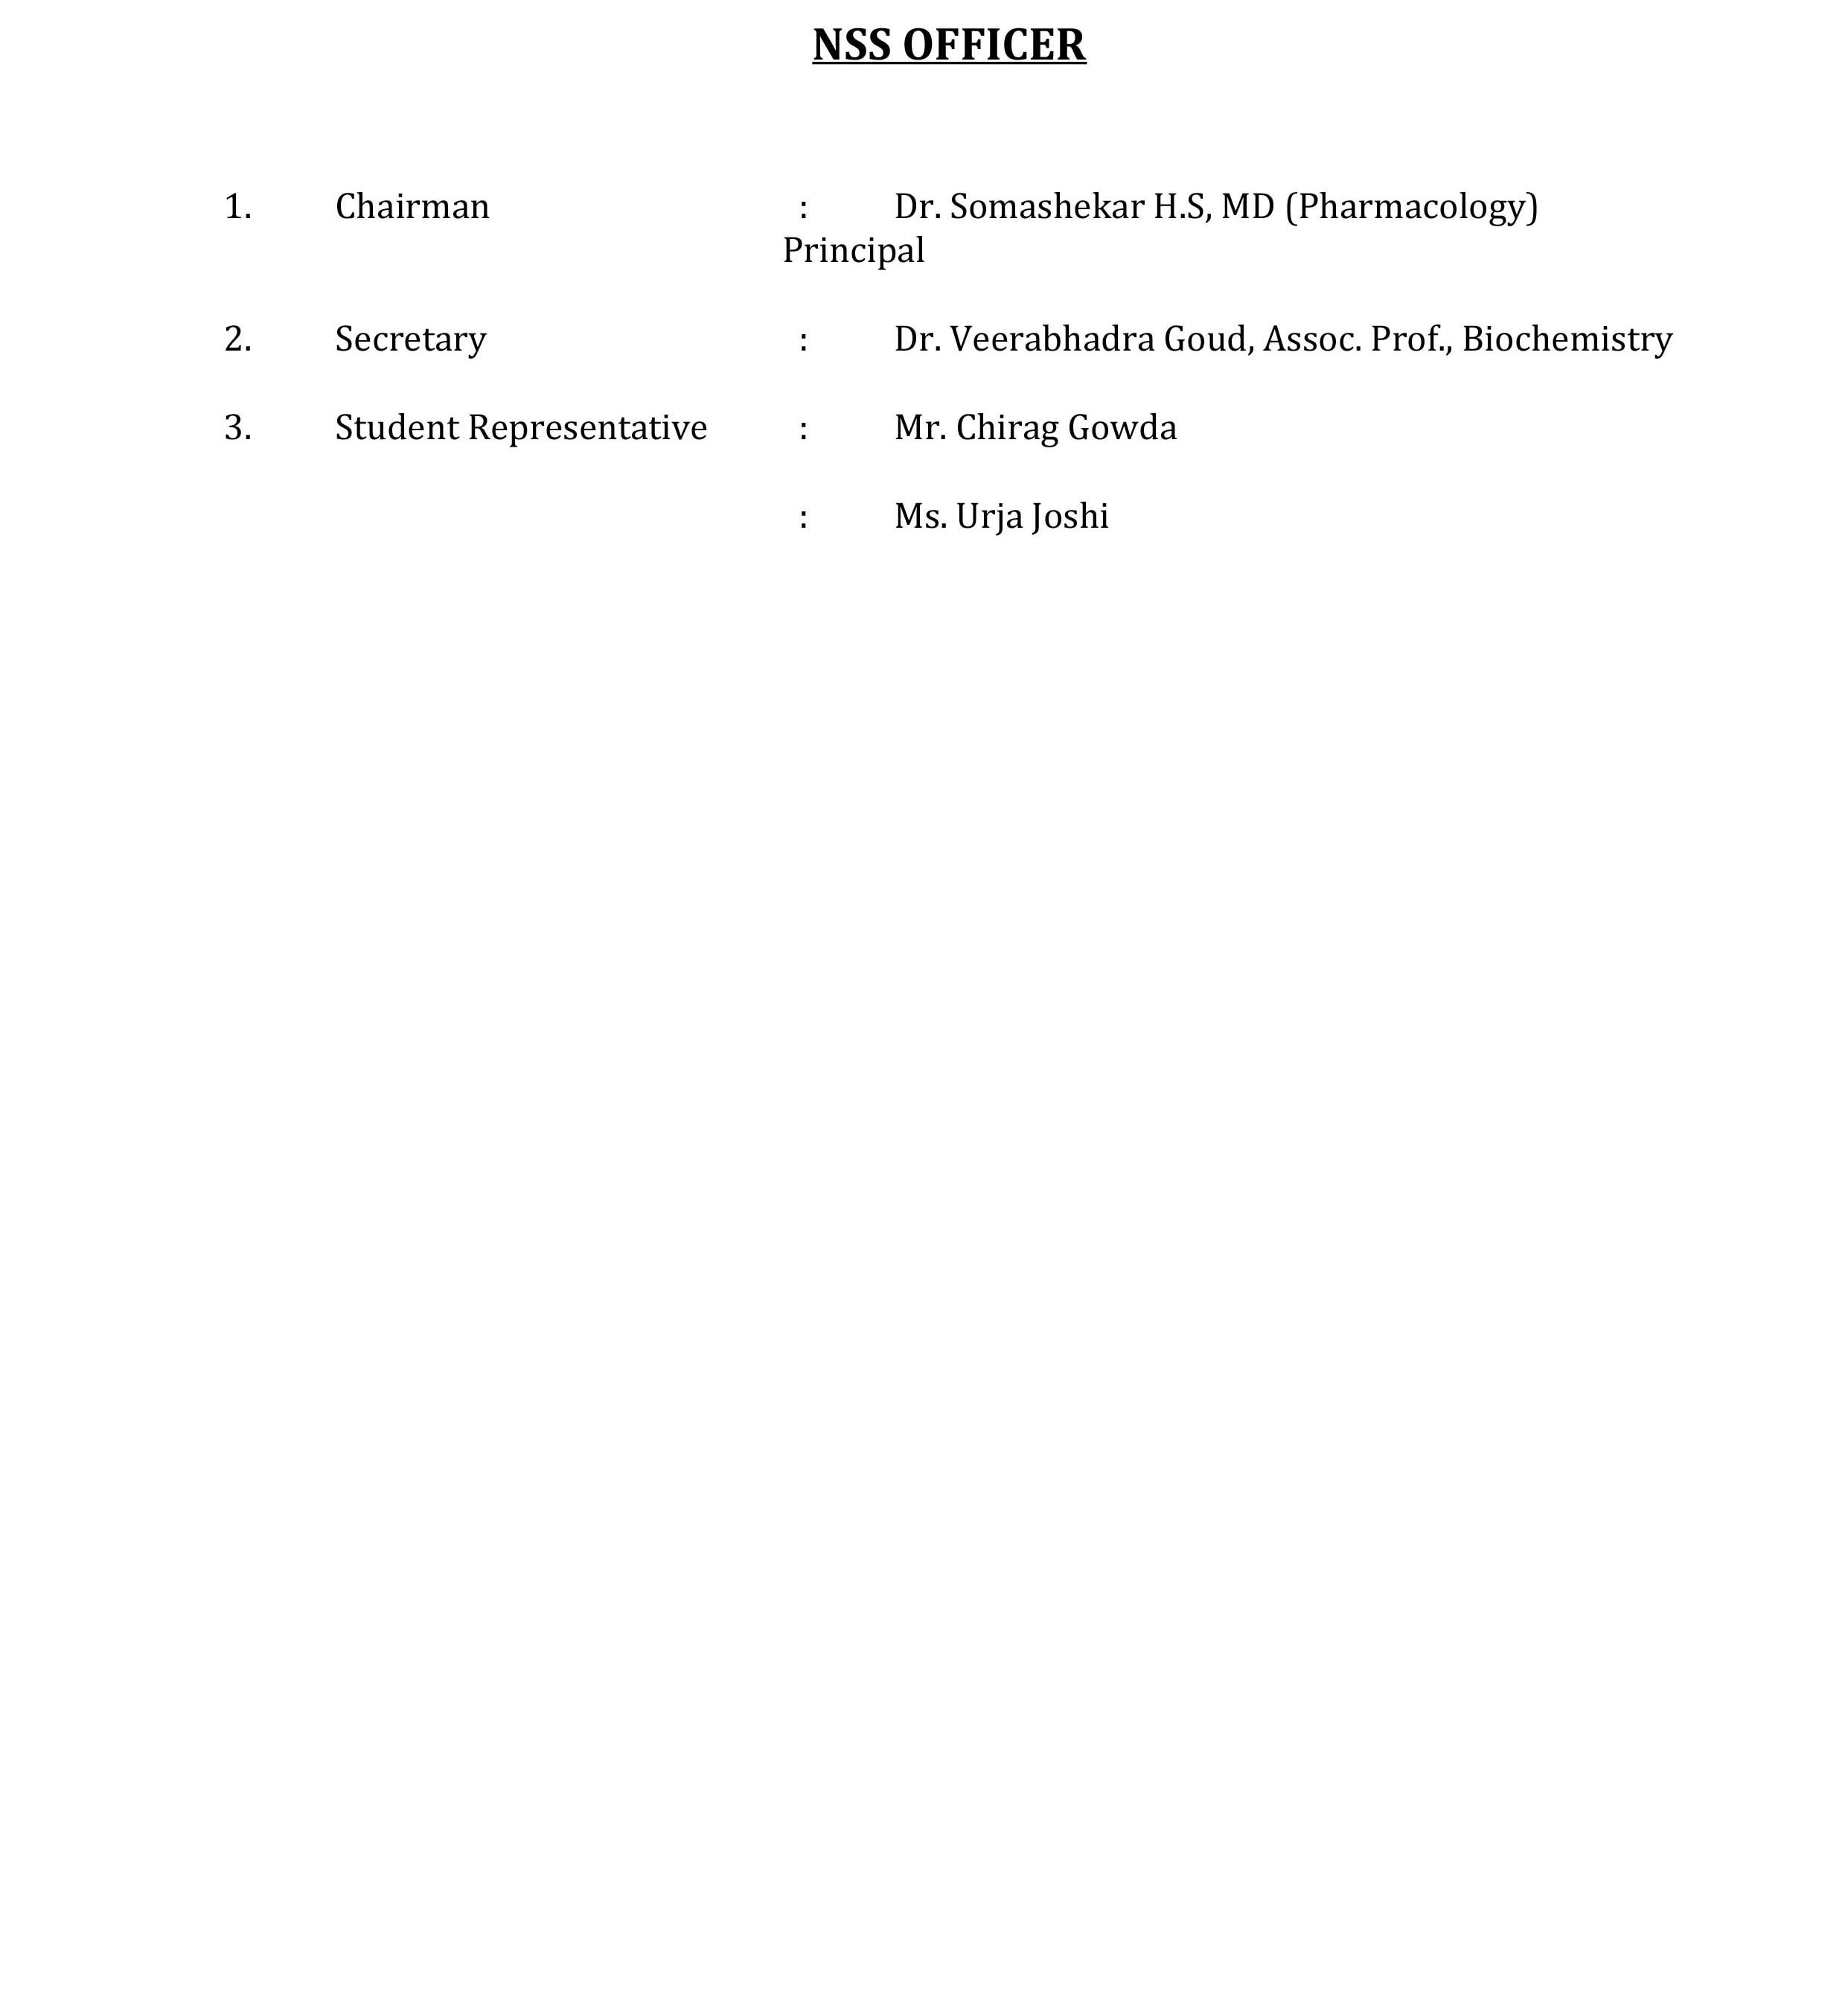 NSS OFFICER
1. Chairman : Dr. Somashekar H.S, MD (Pharmacology)
Principal
2. Secretary : Dr. Veerabhadra Goud, Assoc. Prof., Biochemistry
3. Student Representative : Mr. Chirag Gowda
: Ms. Urja Joshi